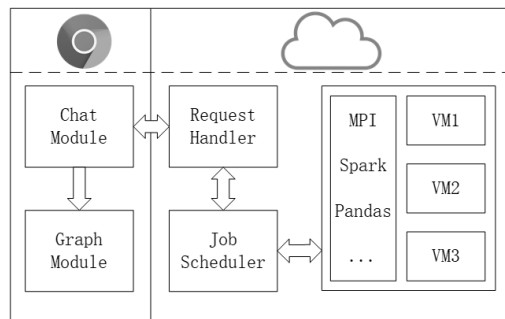 Chat
Module
Request
Handler
MPI
Spark
Pandas
...
VM1
VM2
VM3
Graph
Module
Job
Scheduler